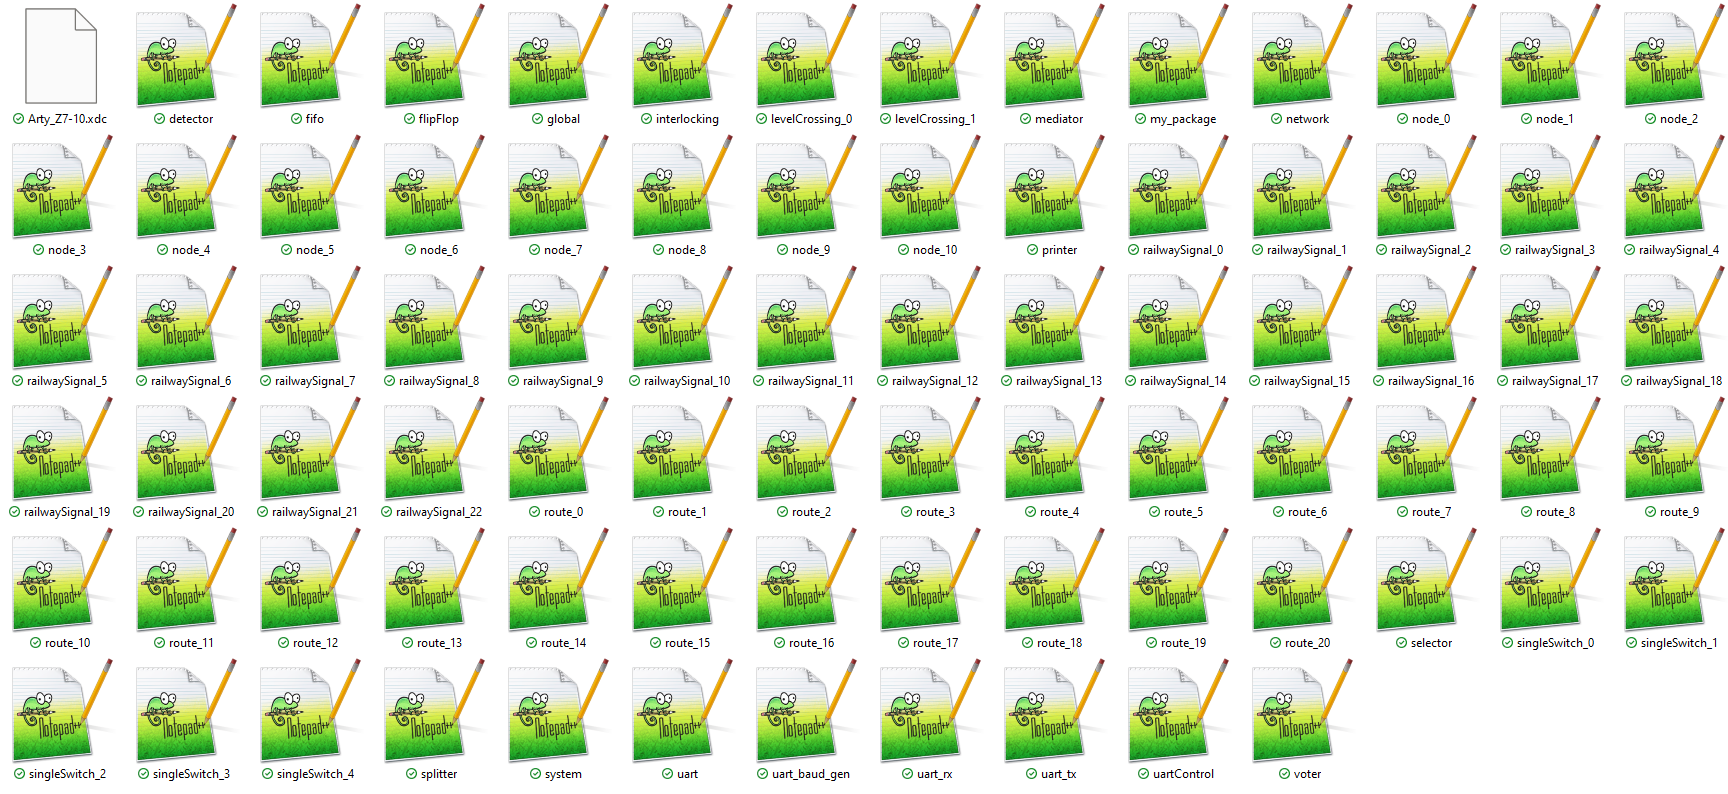 Arty_Z7-10.xdc detector fifo flipFlop global interlocking levelCrossing_0 levelCrossing_1 mediator my_package network node_0 node_1 node_2
node_3 node_4 node_5 node_6 node_7 node_8 node_9 node_10 printer railwaySignal_0 railwaySignal_1 railwaySignal_2 railwaySignal_3 railwaySignal_4
railwaySignal_5 railwaySignal_6 railwaySignal_7 railwaySignal_8 railwaySignal_9 railwaySignal_10 railwaySignal_11 railwaySignal_12 railwaySignal_13 railwaySignal_14 railwaySignal_15 railwaySignal_16 railwaySignal_17 railwaySignal_18
railwaySignal_19 railwaySignal_20 railwaySignal_21 railwaySignal_22 route_0 route_1 route_2 route_3 route_4 route_5 route_6 route_7 route_8 route_9
route_10 route_11 route_12 route_13 route_14 route_15 route_16 route_17 route_18 route_19 route_20 selector singleSwitch_0 singleSwitch_1
singleSwitch_2 singleSwitch_3 singleSwitch_4 splitter system uart uart_baud_gen uart_rx uart_tx uartControl voter